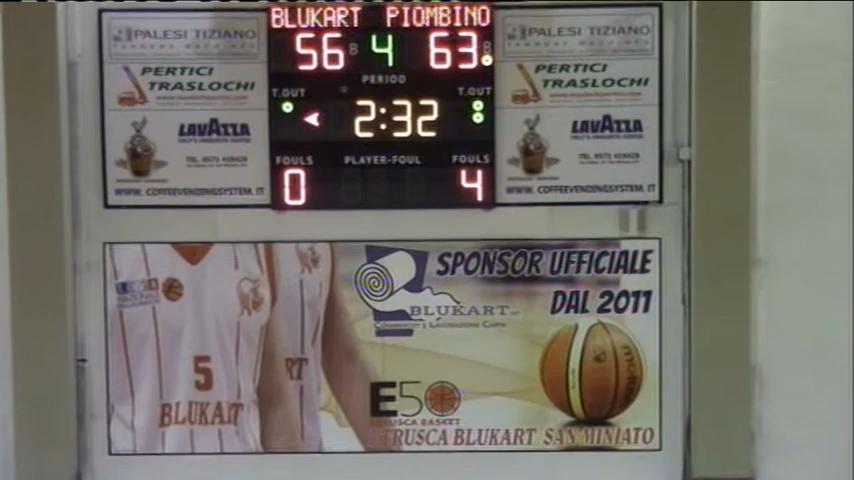 BLUKART PIOMBINO
56 B 4 63 B
PERIOD
T.OUT T.OUT
2:32
FOULS PLAYER-FOUL FOULS
0 4
PALESI TIZIANO
PERTICI
TRASLOCHI
LAVAZZA
WWW.COFFEEVENDINGSYSTEM.IT
PALESI TIZIANO
PERTICI
TRASLOCHI
LAVAZZA
WWW.COFFEEVENDINGSYSTEM.IT
SPONSOR UFFICIALE
DAL 2011
BLUKART
5
BLUKART
E50
ETRUSCA BASKET
ETRUSCA BLUKART SAN MINIATO